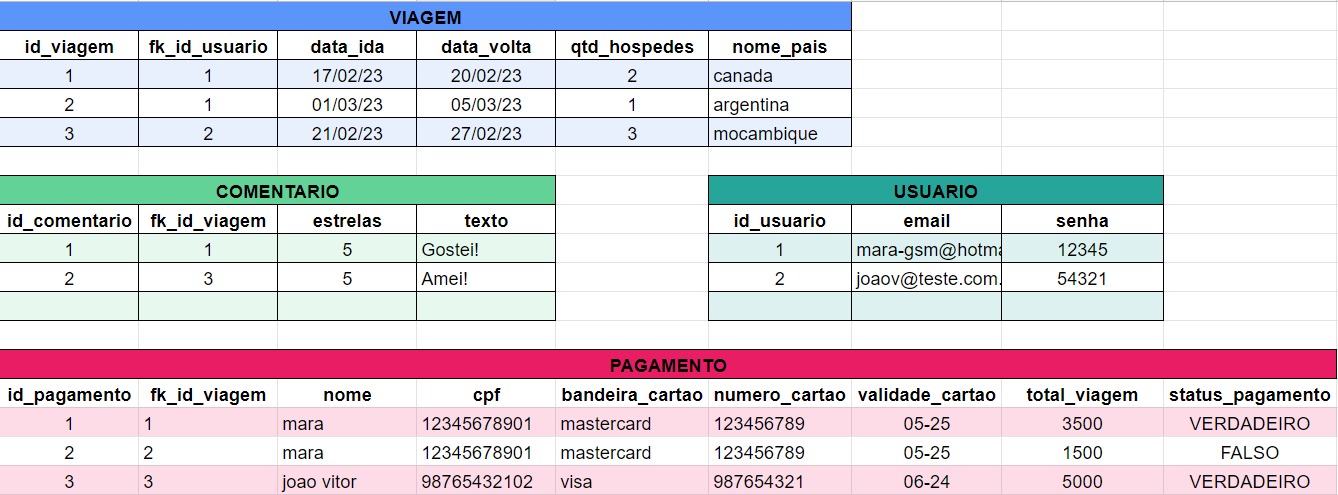 VIAGEM
id_viagem fk_id_usuario data_ida data_volta qtd_hospedes nome_pais
1 1 17/02/23 20/02/23 2 canada
2 1 01/03/23 05/03/23 1 argentina
3 2 21/02/23 27/02/23 3 mocambique
COMENTARIO
id_comentario fk_id_viagem estrelas texto
1 1 5 Gostei!
2 3 5 Amei!
USUARIO
id_usuario email senha
1 mara-gsm@hotma 12345
2 joaov@teste.com. 54321
PAGAMENTO
id_pagamento fk_id_viagem nome cpf bandeira_cartao numero_cartao validade_cartao total_viagem status_pagamento
1 1 mara 12345678901 mastercard 123456789 05-25 3500 VERDADEIRO
2 2 mara 12345678901 mastercard 123456789 05-25 1500 FALSO
3 3 joao vitor 98765432102 visa 987654321 06-24 5000 VERDADEIRO